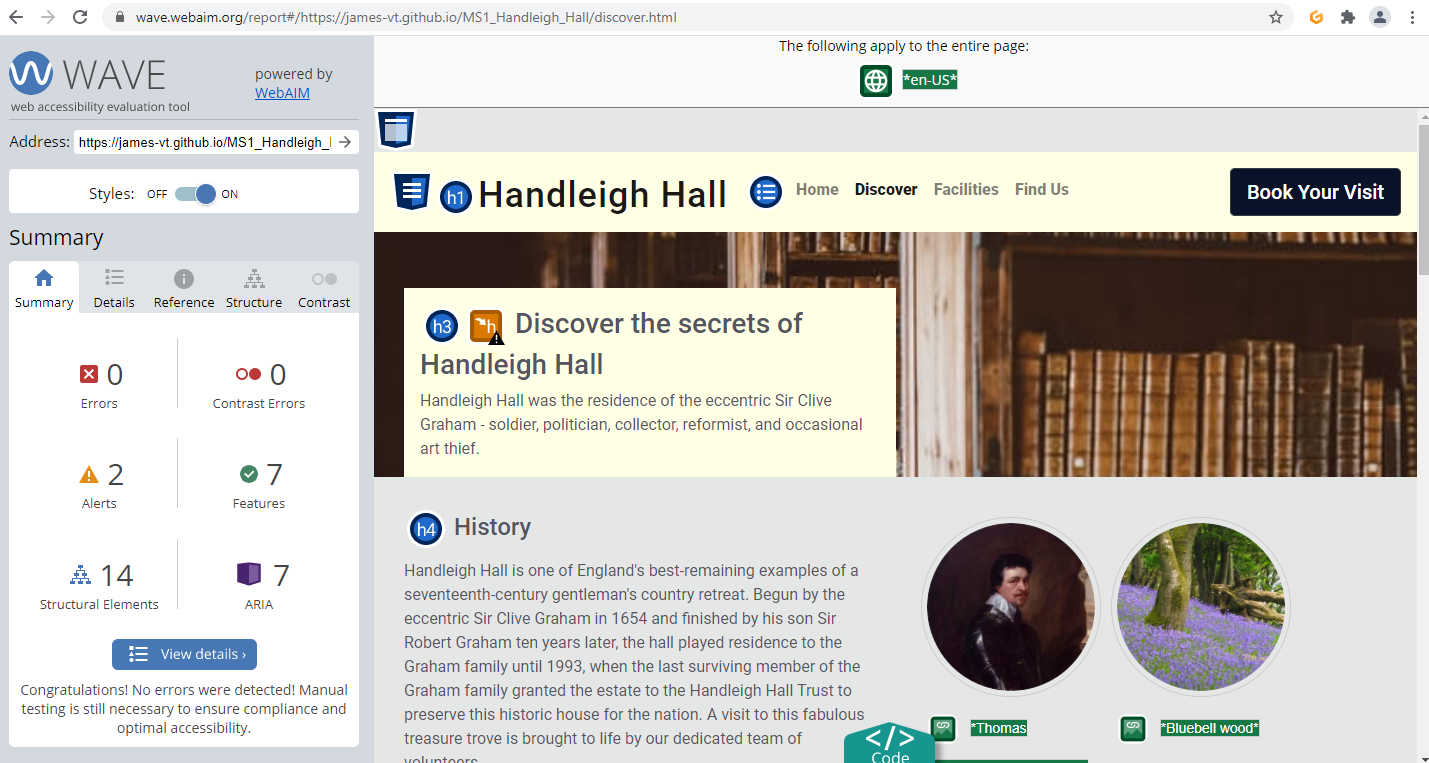 wave.webaim.org/report#/https://james-vt.github.io/MS1_Handleigh_Hall/discover.html
WAVE
powered by
WebAIM
web accessibility evaluation tool
Address: https://james-vt.github.io/MS1_Handleigh_
Styles: OFF ON
Summary
Summary Details Reference Structure Contrast
0 0
Errors Contrast Errors
2 7
Alerts Features
14 7
Structural Elements ARIA
View details ›
Congratulations! No errors were detected! Manual
testing is still necessary to ensure compliance and
optimal accessibility.
The following apply to the entire page:
*en-US*
h1 Handleigh Hall Home Discover Facilities Find Us Book Your Visit
h3 h Discover the secrets of
Handleigh Hall
Handleigh Hall was the residence of the eccentric Sir Clive
Graham - soldier, politician, collector, reformist, and occasional
art thief.
h4 History
Handleigh Hall is one of England's best-remaining examples of a
seventeenth-century gentleman's country retreat. Begun by the
eccentric Sir Clive Graham in 1654 and finished by his son Sir
Robert Graham ten years later, the hall played residence to the
Graham family until 1993, when the last surviving member of the
Graham family granted the estate to the Handleigh Hall Trust to
preserve this historic house for the nation. A visit to this fabulous
treasure trove is brought to life by our dedicated team of
volunteers.
*Thomas *Bluebell wood*
</> Code